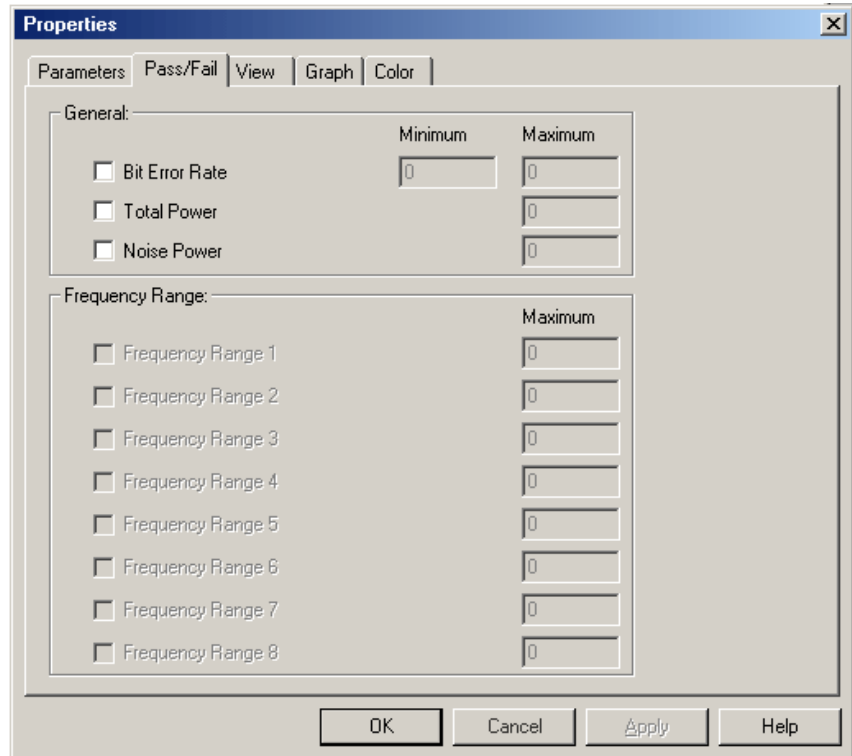 Properties
Parameters Pass/Fail View Graph Color
General:
Minimum Maximum
Bit Error Rate 0 0
Total Power 0
Noise Power 0
Frequency Range:
Maximum
Frequency Range 1 0
Frequency Range 2 0
Frequency Range 3 0
Frequency Range 4 0
Frequency Range 5 0
Frequency Range 6 0
Frequency Range 7 0
Frequency Range 8 0
OK Cancel Apply Help